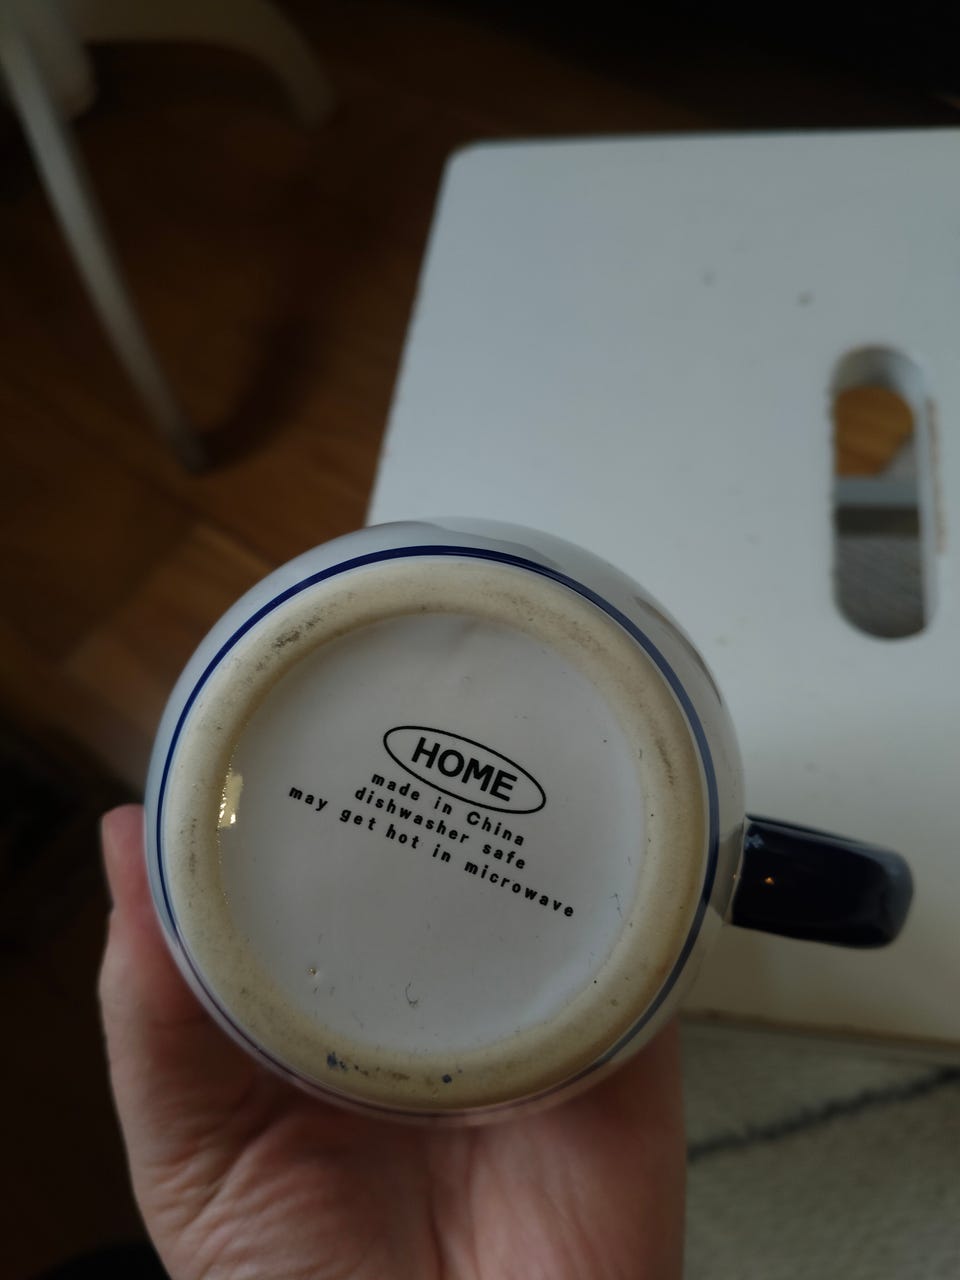 HOME
made in China
dishwasher safe
may get hot in microwave